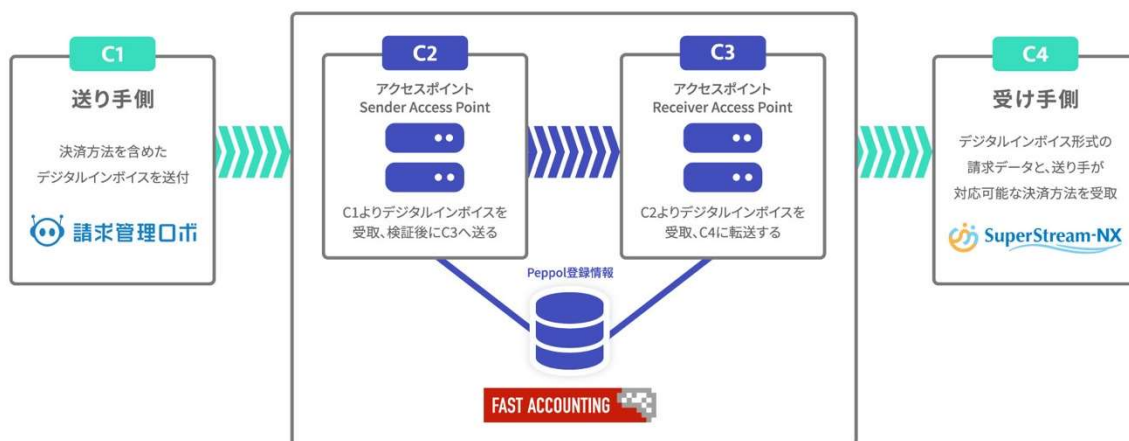 C1
送り手側
決済方法を含めた
デジタルインボイスを送付
請求管理ロボ
C2
アクセスポイント
Sender Access Point
C1よりデジタルインボイスを
受取、検証後にC3へ送る
C3
アクセスポイント
Receiver Access Point
C2よりデジタルインボイスを
受取、C4に転送する
Peppol登録情報
FAST ACCOUNTING
C4
受け手側
デジタルインボイス形式の
請求データと、送り手が
対応可能な決済方法を受取
SuperStream-NX